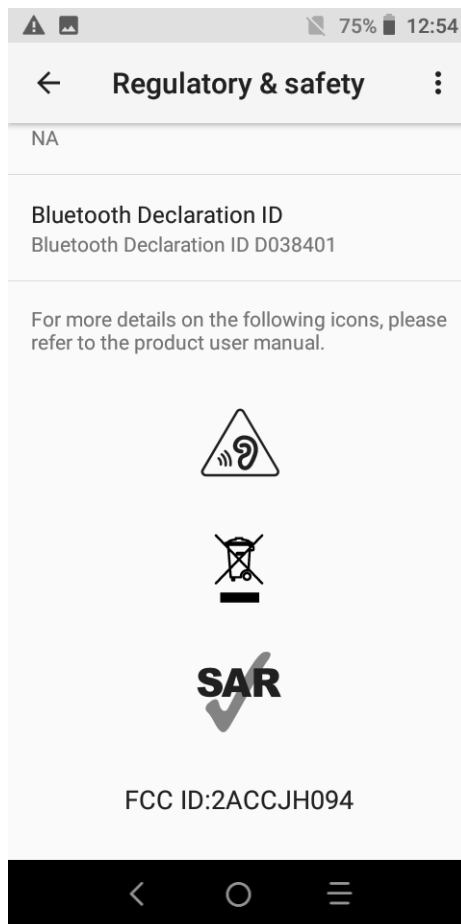 75% 12:54
Regulatory & safety
NA
Bluetooth Declaration ID
Bluetooth Declaration ID D038401
For more details on the following icons, please
refer to the product user manual.
SAR
FCC ID:2ACCJH094